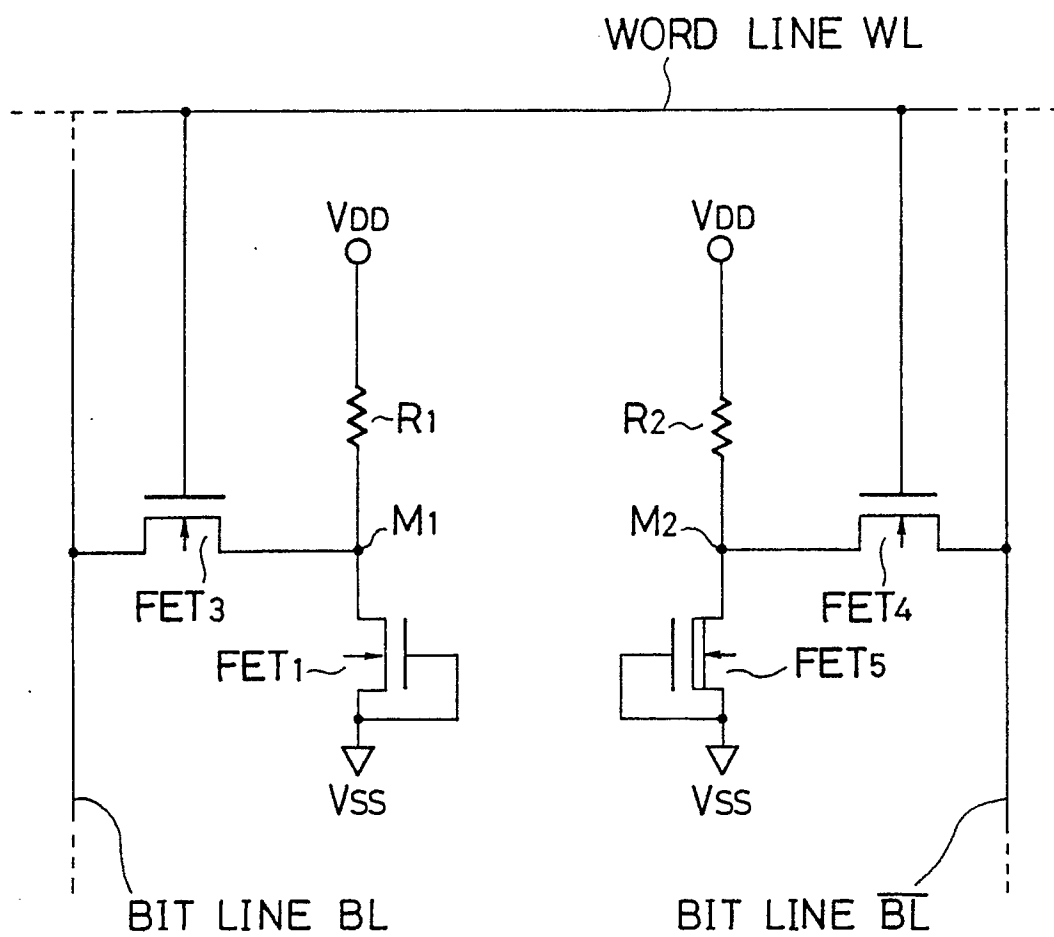 WORD LINE WL
VDD
VDD
R1
R2
M1
M2
FET3
FET4
FET1
FET5
VSS
VSS
BIT LINE BL
BIT LINE B̅L̅